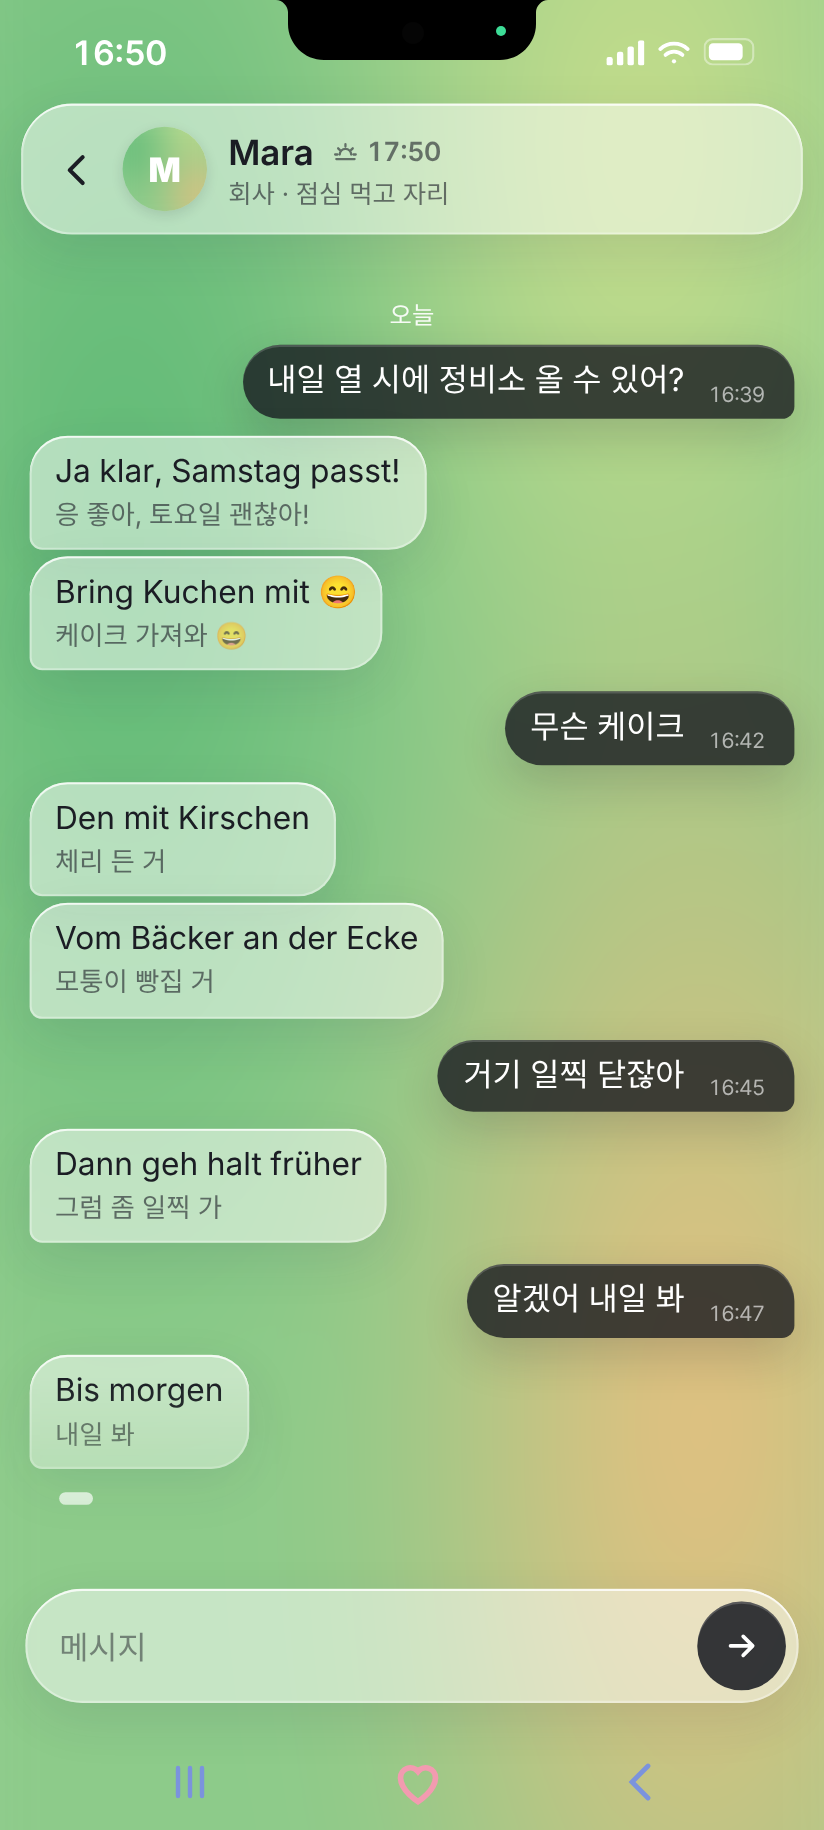 16:50
M
Mara 17:50
회사 · 점심 먹고 자리
오늘
내일 열 시에 정비소 올 수 있어? 16:39
Ja klar, Samstag passt!
응 좋아, 토요일 괜찮아!
Bring Kuchen mit 😄
케이크 가져와 😄
무슨 케이크 16:42
Den mit Kirschen
체리 든 거
Vom Bäcker an der Ecke
모퉁이 빵집 거
거기 일찍 닫잖아 16:45
Dann geh halt früher
그럼 좀 일찍 가
알겠어 내일 봐 16:47
Bis morgen
내일 봐
메시지